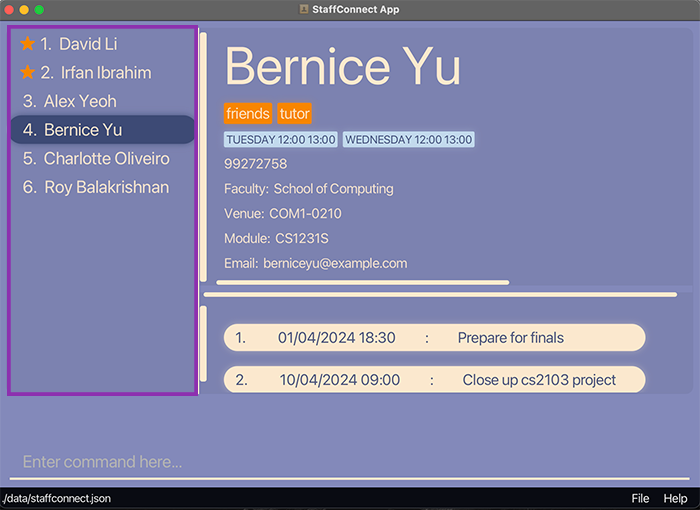 StaffConnect App
1. David Li
2. Irfan Ibrahim
3. Alex Yeoh
4. Bernice Yu
5. Charlotte Oliveiro
6. Roy Balakrishnan
Bernice Yu
friends tutor
TUESDAY 12:00 13:00 WEDNESDAY 12:00 13:00
99272758
Faculty: School of Computing
Venue: COM1-0210
Module: CS1231S
Email: berniceyu@example.com
1. 01/04/2024 18:30 : Prepare for finals
2. 10/04/2024 09:00 : Close up cs2103 project
Enter command here...
./data/staffconnect.json File Help